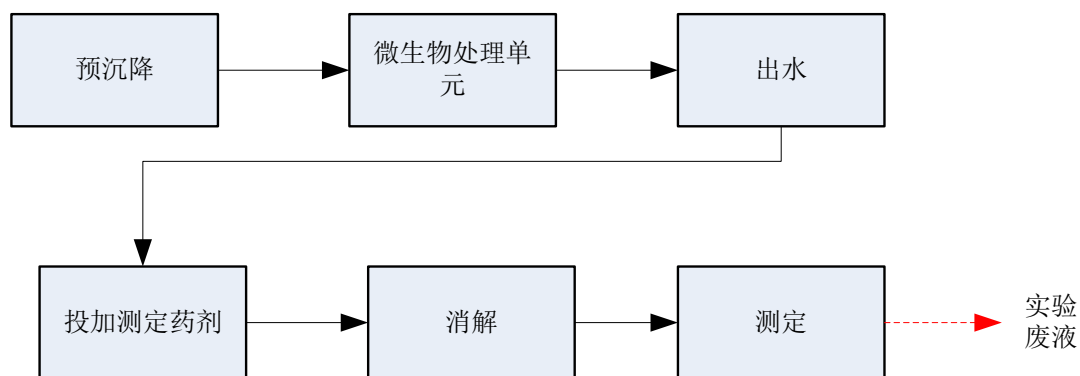 预沉降
微生物处理单
元
出水
投加测定药剂
消解
测定
实验
废液